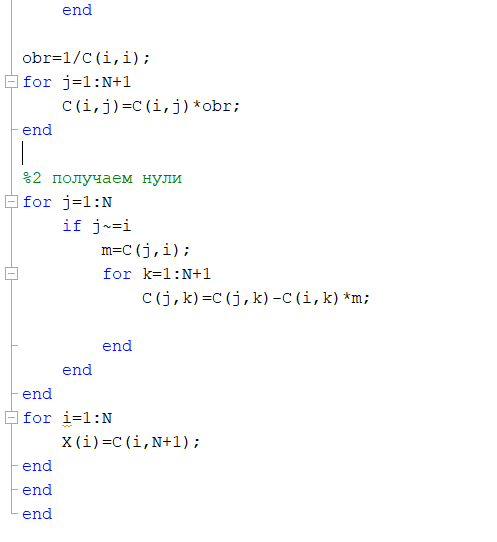 end
obr=1/C(i,i);
for j=1:N+1
C(i,j)=C(i,j)*obr;
end
%2 получаем нули
for j=1:N
if j~=i
m=C(j,i);
for k=1:N+1
C(j,k)=C(j,k)-C(i,k)*m;
end
end
end
for i=1:N
X(i)=C(i,N+1);
end
end
end